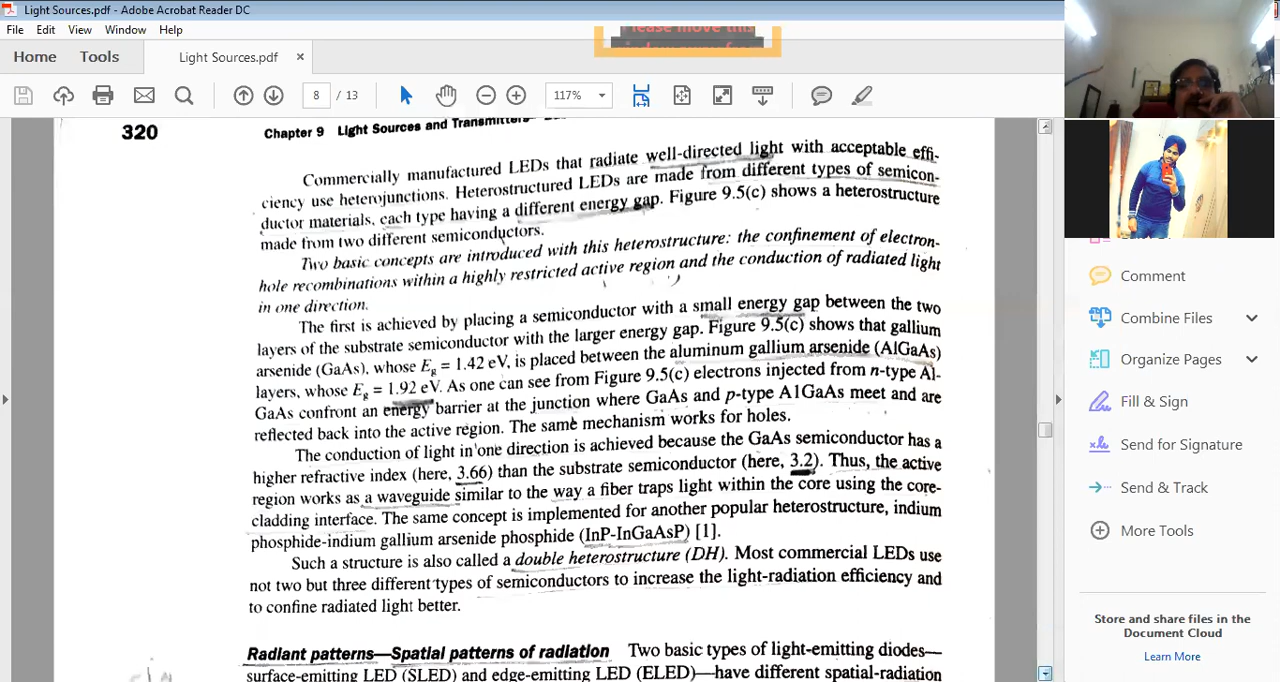 Light Sources.pdf - Adobe Acrobat Reader DC
File Edit View Window Help
Please move this
Home Tools Light Sources.pdf ×
8 / 13 117%
320 Chapter 9 Light Sources and Transmitters
Commercially manufactured LEDs that radiate well-directed light with acceptable effi-
ciency use heterojunctions. Heterostructured LEDs are made from different types of semicon-
ductor materials, each type having a different energy gap. Figure 9.5(c) shows a heterostructure
made from two different semiconductors.
Two basic concepts are introduced with this heterostructure: the confinement of electron-
hole recombinations within a highly restricted active region and the conduction of radiated light
in one direction.
The first is achieved by placing a semiconductor with a small energy gap between the two
layers of the substrate semiconductor with the larger energy gap. Figure 9.5(c) shows that gallium
arsenide (GaAs), whose Eg = 1.42 eV, is placed between the aluminum gallium arsenide (AlGaAs)
layers, whose Eg = 1.92 eV. As one can see from Figure 9.5(c) electrons injected from n-type Al-
GaAs confront an energy barrier at the junction where GaAs and p-type A1GaAs meet and are
reflected back into the active region. The same mechanism works for holes.
The conduction of light in one direction is achieved because the GaAs semiconductor has a
higher refractive index (here, 3.66) than the substrate semiconductor (here, 3.2). Thus, the active
region works as a waveguide similar to the way a fiber traps light within the core using the core-
cladding interface. The same concept is implemented for another popular heterostructure, indium
phosphide-indium gallium arsenide phosphide (InP-InGaAsP) [1].
Such a structure is also called a double heterostructure (DH). Most commercial LEDs use
not two but three different types of semiconductors to increase the light-radiation efficiency and
to confine radiated light better.
Radiant patterns—Spatial patterns of radiation Two basic types of light-emitting diodes—
surface-emitting LED (SLED) and edge-emitting LED (ELED)—have different spatial-radiation
Comment
Combine Files
Organize Pages
Fill & Sign
Send for Signature
Send & Track
More Tools
Store and share files in the
Document Cloud
Learn More